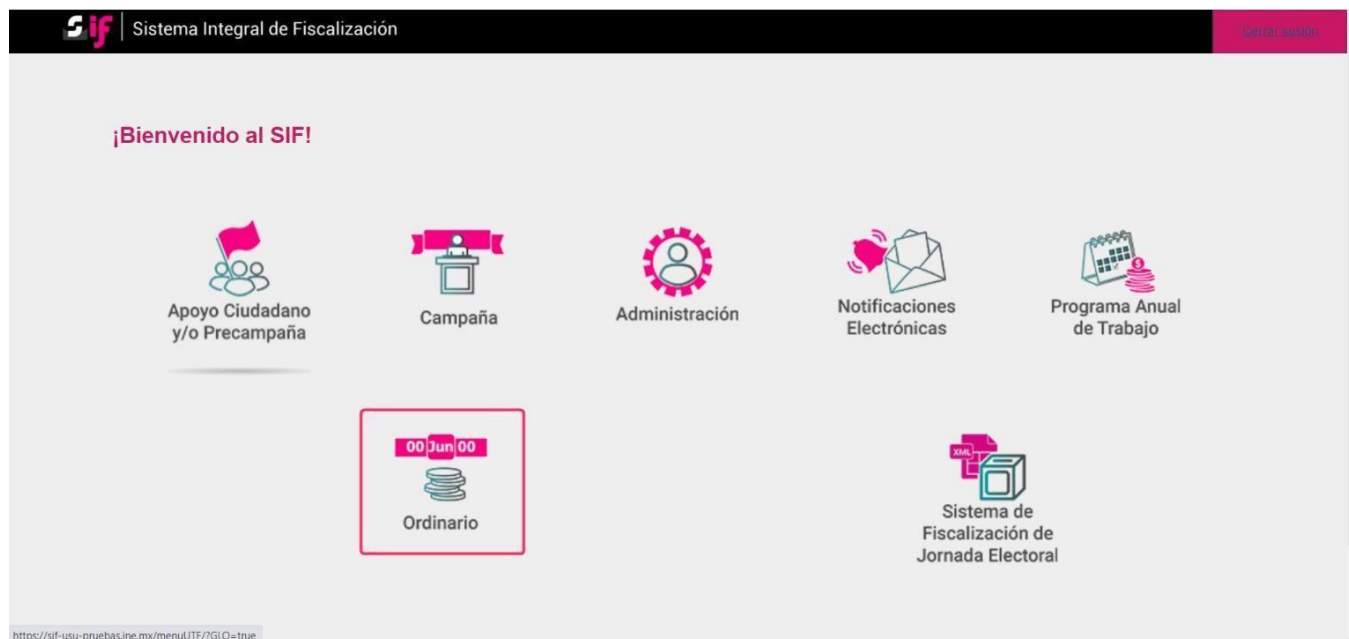 sif Sistema Integral de Fiscalización
Cerrar sesión
¡Bienvenido al SIF!
Apoyo Ciudadano
y/o Precampaña
Campaña
Administración
Notificaciones
Electrónicas
Programa Anual
de Trabajo
00 Jun 00
Ordinario
XML
Sistema de
Fiscalización de
Jornada Electoral
https://sif-usu-pruebas.ine.mx/menuUTF/?GLO=true